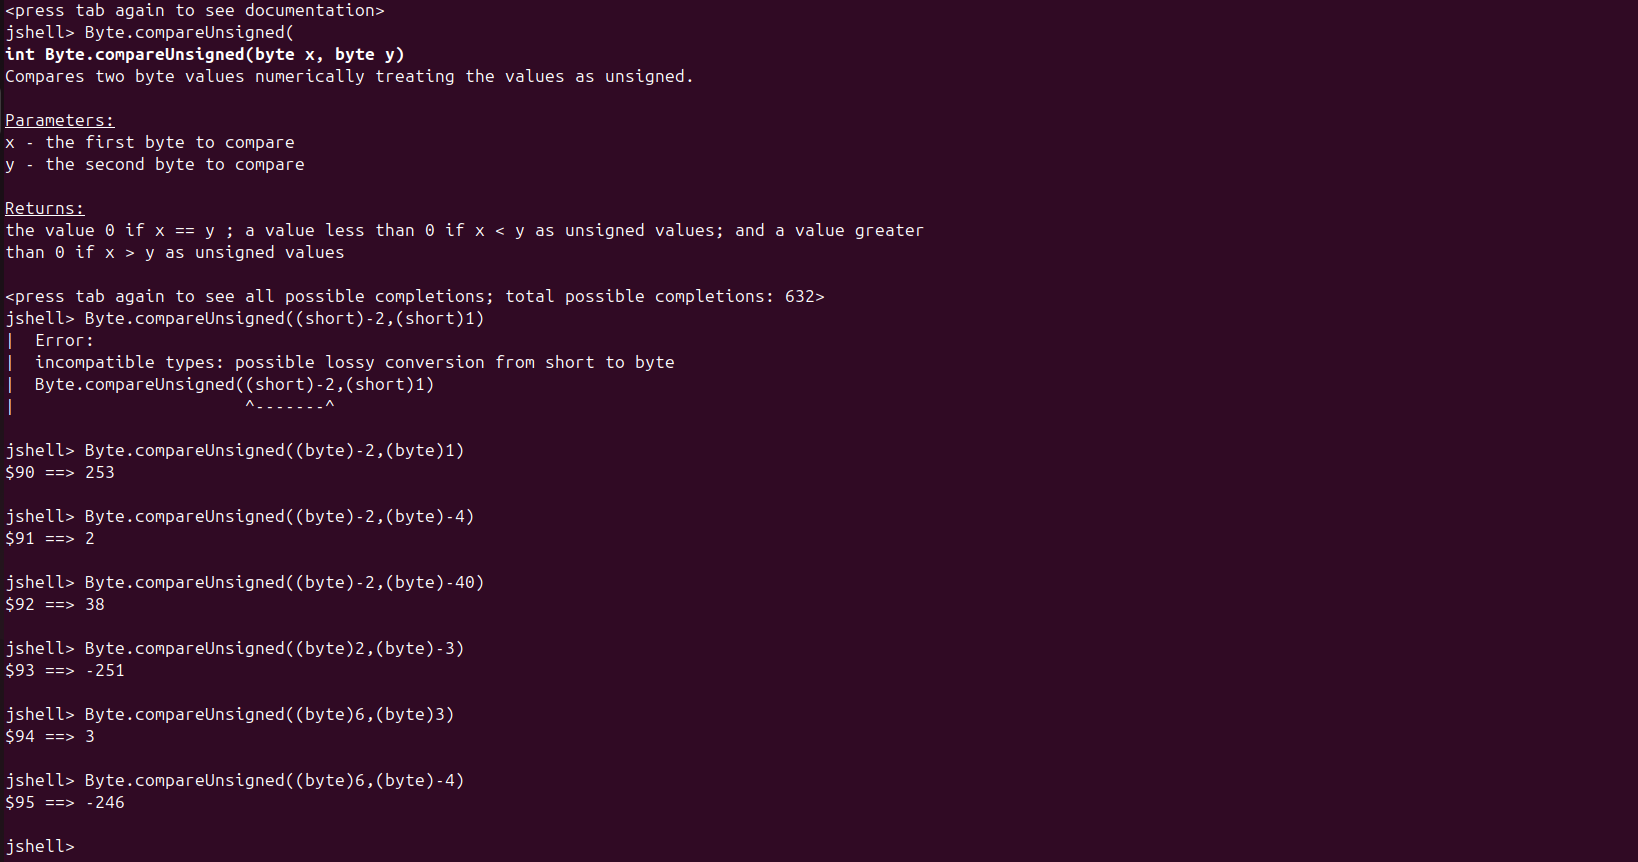 <press tab again to see documentation>
jshell> Byte.compareUnsigned(
int Byte.compareUnsigned(byte x, byte y)
Compares two byte values numerically treating the values as unsigned.
Parameters:
x - the first byte to compare
y - the second byte to compare
Returns:
the value 0 if x == y ; a value less than 0 if x < y as unsigned values; and a value greater
than 0 if x > y as unsigned values
<press tab again to see all possible completions; total possible completions: 632>
jshell> Byte.compareUnsigned((short)-2,(short)1)
|  Error:
|  incompatible types: possible lossy conversion from short to byte
|  Byte.compareUnsigned((short)-2,(short)1)
|                       ^-------^
jshell> Byte.compareUnsigned((byte)-2,(byte)1)
$90 ==> 253
jshell> Byte.compareUnsigned((byte)-2,(byte)-4)
$91 ==> 2
jshell> Byte.compareUnsigned((byte)-2,(byte)-40)
$92 ==> 38
jshell> Byte.compareUnsigned((byte)2,(byte)-3)
$93 ==> -251
jshell> Byte.compareUnsigned((byte)6,(byte)3)
$94 ==> 3
jshell> Byte.compareUnsigned((byte)6,(byte)-4)
$95 ==> -246
jshell>